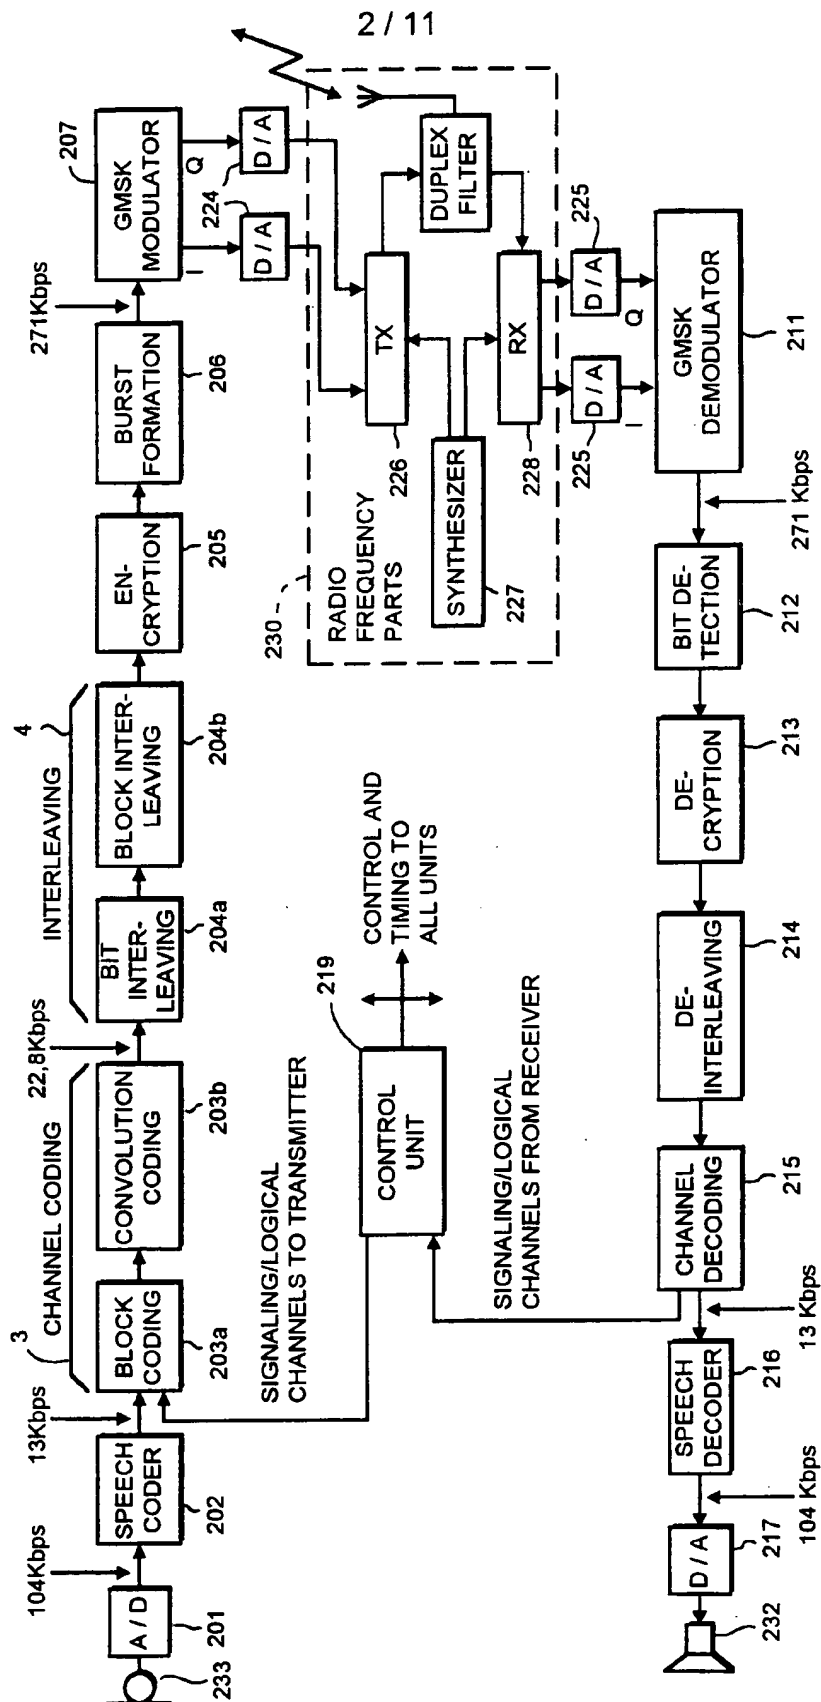 2 / 11
3
CHANNEL CODING
INTERLEAVING
4
104Kbps
13Kbps
22,8Kbps
271Kbps
233
A / D
201
SPEECH
CODER
202
BLOCK
CODING
203a
CONVOLUTION
CODING
203b
BIT
INTER-
LEAVING
204a
BLOCK INTER-
LEAVING
204b
EN-
CRYPTION
205
BURST
FORMATION
206
GMSK
MODULATOR
207
I
Q
D / A
D / A
224
230
RADIO
FREQUENCY
PARTS
TX
226
DUPLEX
FILTER
SYNTHESIZER
227
RX
228
D / A
225
D / A
225
I
Q
SIGNALING/LOGICAL
CHANNELS TO TRANSMITTER
CONTROL
UNIT
219
CONTROL AND
TIMING TO
ALL UNITS
SIGNALING/LOGICAL
CHANNELS FROM RECEIVER
GMSK
DEMODULATOR
211
271 Kbps
BIT DE-
TECTION
212
DE-
CRYPTION
213
DE-
INTERLEAVING
214
CHANNEL
DECODING
215
13 Kbps
SPEECH
DECODER
216
104 Kbps
D / A
217
232